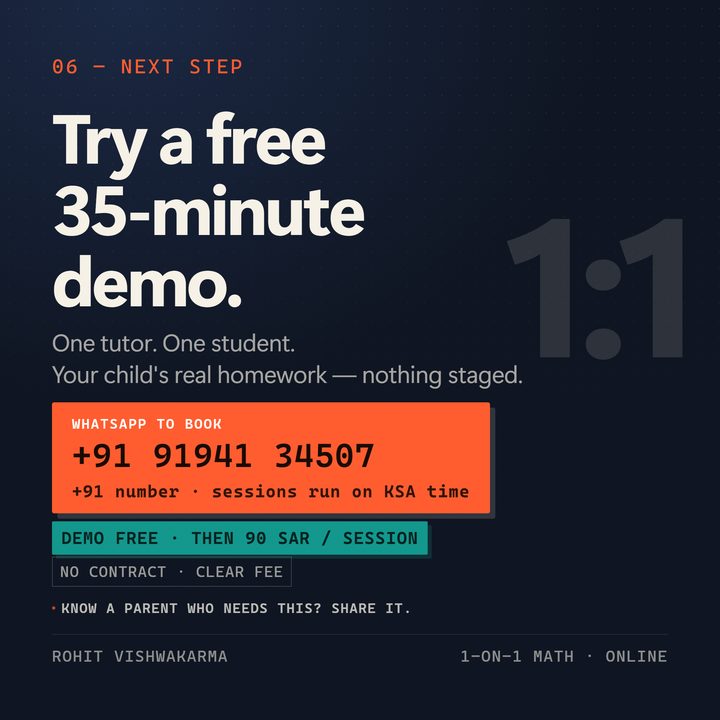 06 — NEXT STEP
Try a free
35-minute
demo.
1:1
One tutor. One student.
Your child's real homework — nothing staged.
WHATSAPP TO BOOK
+91 91941 34507
+91 number · sessions run on KSA time
DEMO FREE · THEN 90 SAR / SESSION
NO CONTRACT · CLEAR FEE
KNOW A PARENT WHO NEEDS THIS? SHARE IT.
ROHIT VISHWAKARMA
1-ON-1 MATH · ONLINE